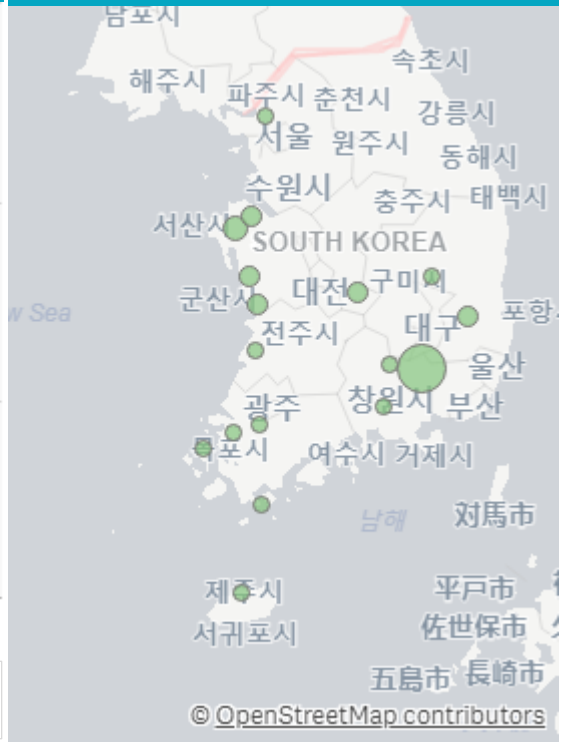 남포시
속초시
해주시
파주시 춘천시
강릉시
서울 원주시
동해시
수원시
충주시 태백시
서산시
SOUTH KOREA
대전 구미시
군산시
w Sea
포항
대구
전주시
울산
창원시 부산
광주
목포시 여수시 거제시
남해
対馬市
제주시
平戸市
서귀포시
佐世保市
五島市 長崎市
© OpenStreetMap contributors